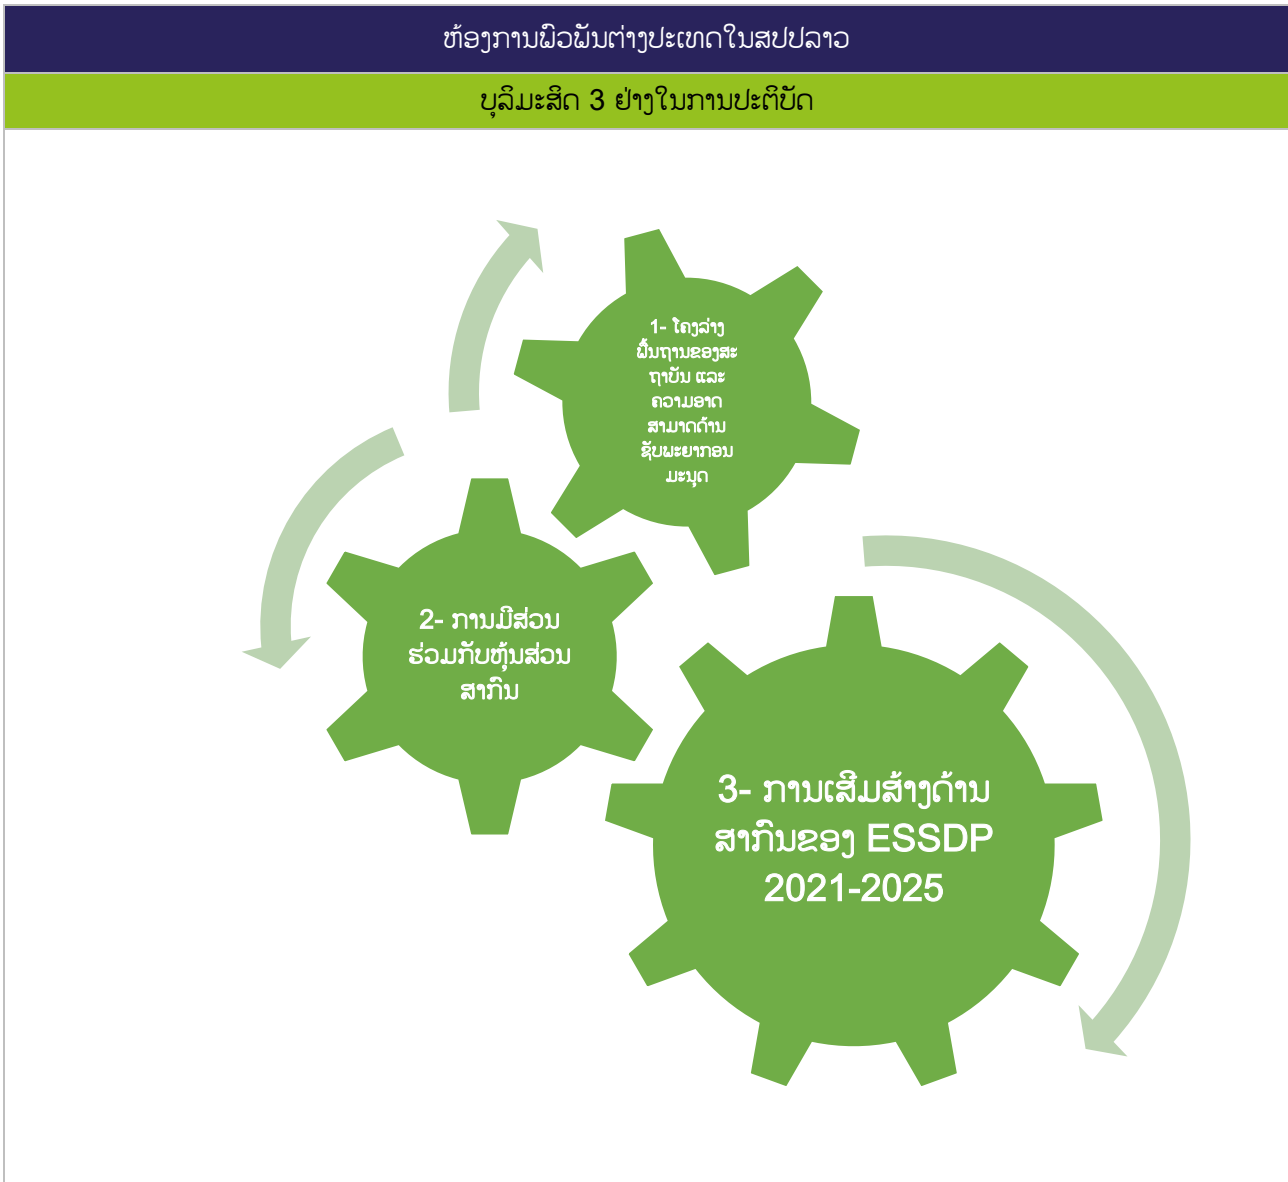 ຫ້ອງການພົວພັນຕ່າງປະເທດໃນສປປລາວ
ບຸລິມະສິດ 3 ຢ່າງໃນການປະຕິບັດ
1- ໂຄງລ່າງ
ພື້ນຖານຂອງສະ
ຖາບັນ ແລະ
ຄວາມອາດ
ສາມາດດ້ານ
ຊັບພະຍາກອນ
ມະນຸດ
2- ການມີສ່ວນ
ຮ່ວມກັບຫຸ້ນສ່ວນ
ສາກົນ
3- ການເສີມສ້າງດ້ານ
ສາກົນຂອງ ESSDP
2021-2025